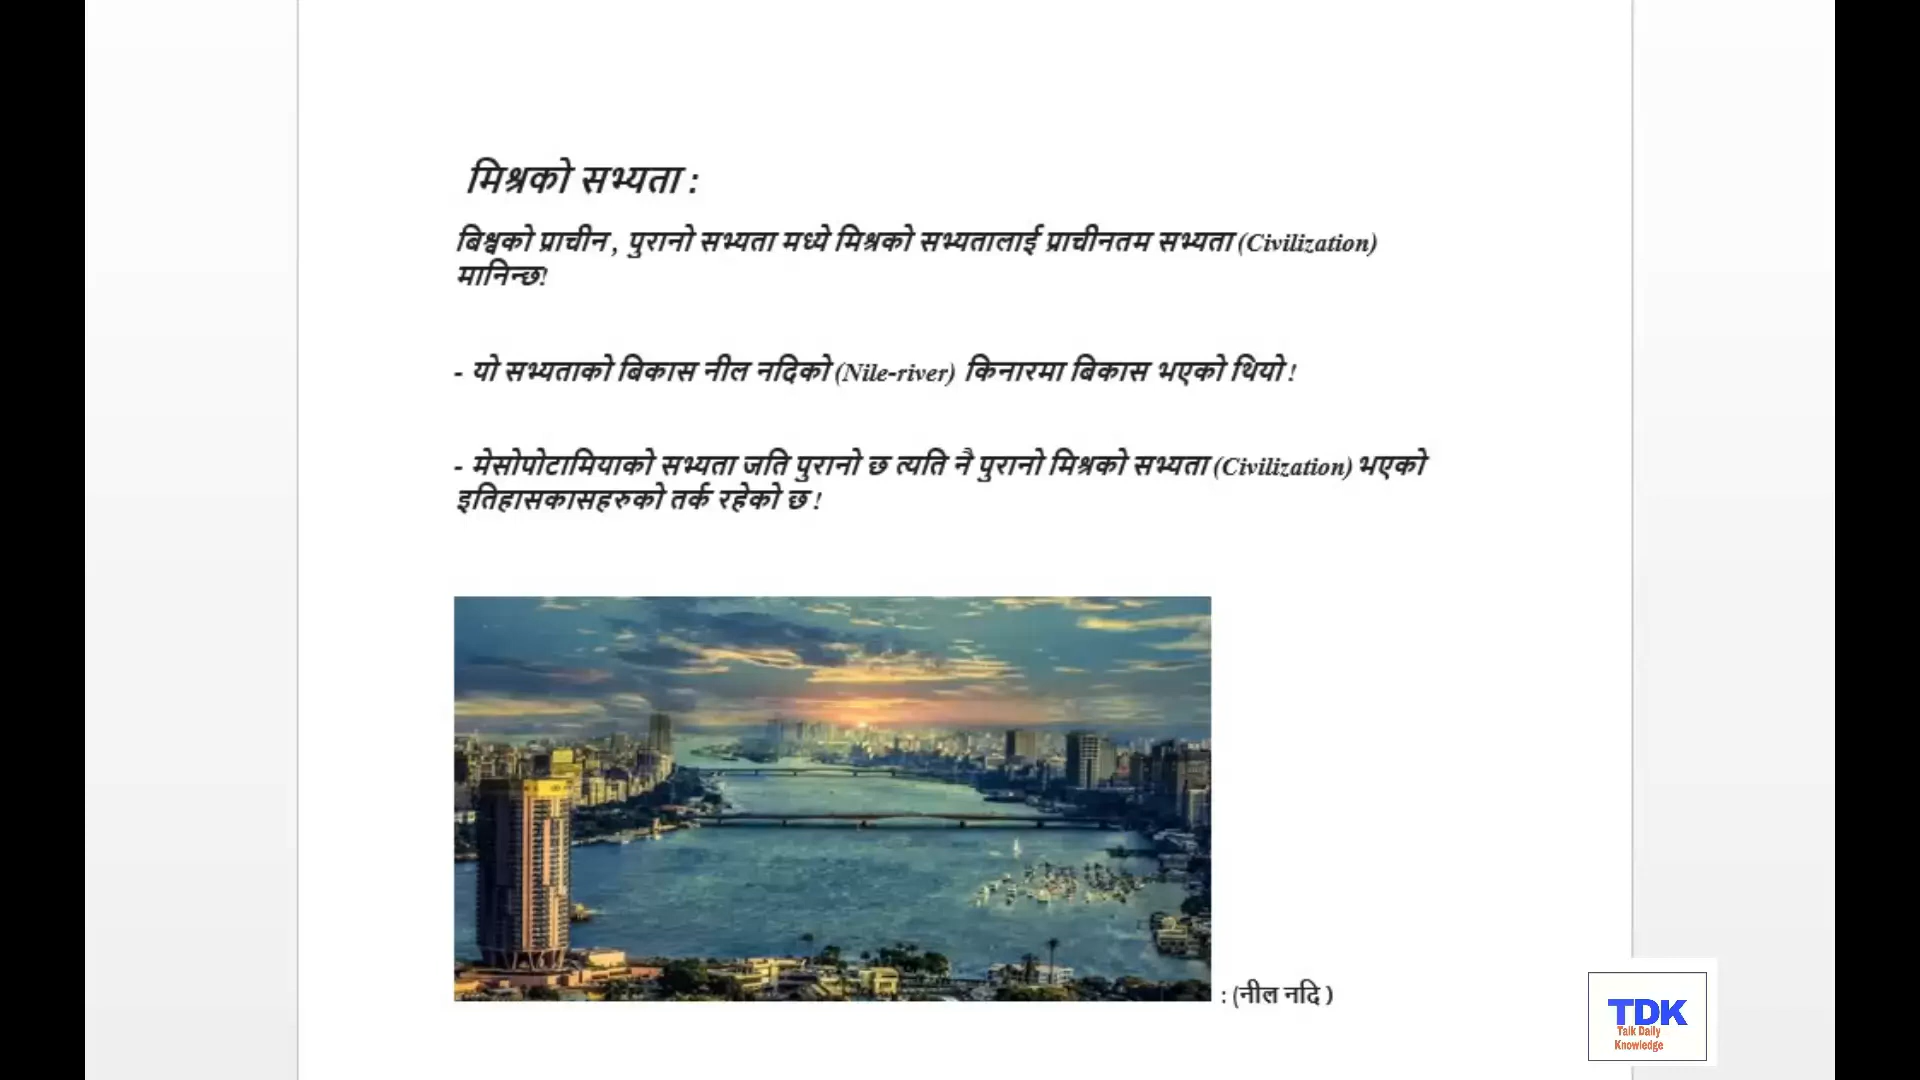 मिश्रको सभ्यता :
बिश्वको प्राचीन , पुरानो सभ्यता मध्ये मिश्रको सभ्यतालाई प्राचीनतम सभ्यता (Civilization)
मानिन्छ!
- यो सभ्यताको बिकास नील नदिको (Nile-river) किनारमा बिकास भएको थियो !
- मेसोपोटामियाको सभ्यता जति पुरानो छ त्यति नै पुरानो मिश्रको सभ्यता (Civilization) भएको
इतिहासकासहरुको तर्क रहेको छ !
: (नील नदि )
TDK
Talk Daily
Knowledge